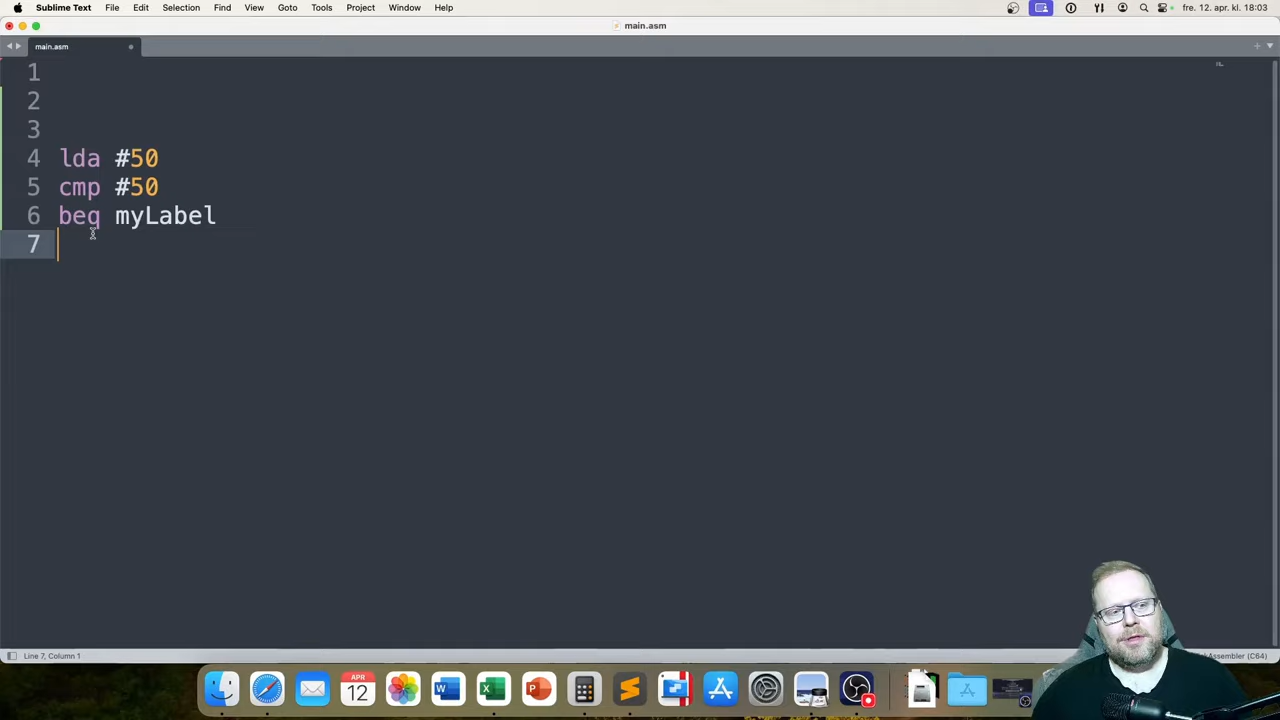 Sublime Text File Edit Selection Find View Goto Tools Project Window Help fre. 12. apr. kl. 18:03
main.asm
main.asm
1
2
3
4 lda #50
5 cmp #50
6 beq myLabel
7
Line 7, Column 1
Assembler (C64)
APR
12